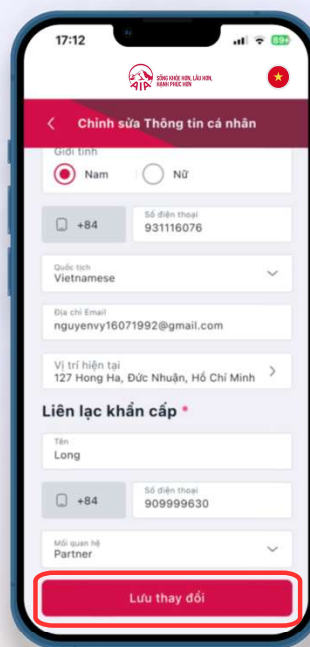 17:12
89+
SỐNG KHỎE HƠN, LÂU HƠN,
HẠNH PHÚC HƠN
AIA
Chỉnh sửa Thông tin cá nhân
Giới tính
Nam
Nữ
+84
Số điện thoại
931116076
Quốc tịch
Vietnamese
Địa chỉ Email
nguyenvy16071992@gmail.com
Vị trí hiện tại
127 Hong Ha, Đức Nhuận, Hồ Chí Minh
Liên lạc khẩn cấp *
Tên
Long
+84
Số điện thoại
909999630
Mối quan hệ
Partner
Lưu thay đổi